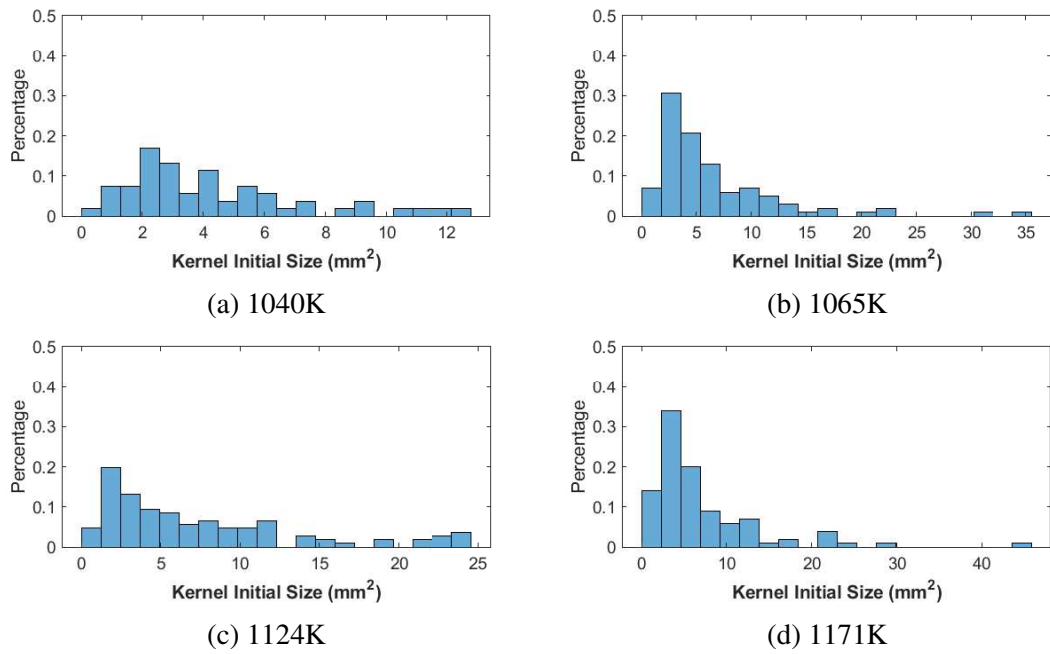 0.5
0.4
0.3
0.2
0.1
0
Percentage
0 2 4 6 8 10 12
Kernel Initial Size (mm²)
(a) 1040K
0.5
0.4
0.3
0.2
0.1
0
Percentage
0 5 10 15 20 25 30 35
Kernel Initial Size (mm²)
(b) 1065K
0.5
0.4
0.3
0.2
0.1
0
Percentage
0 5 10 15 20 25
Kernel Initial Size (mm²)
(c) 1124K
0.5
0.4
0.3
0.2
0.1
0
Percentage
0 10 20 30 40
Kernel Initial Size (mm²)
(d) 1171K